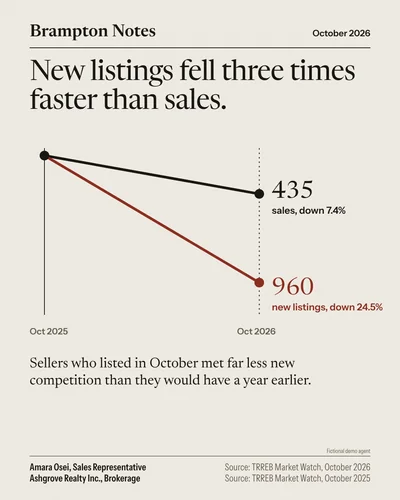 Brampton Notes
October 2026
New listings fell three times
faster than sales.
435
sales, down 7.4%
960
new listings, down 24.5%
Oct 2025
Oct 2026
Sellers who listed in October met far less new
competition than they would have a year earlier.
Fictional demo agent
Amara Osei, Sales Representative
Ashgrove Realty Inc., Brokerage
Source: TRREB Market Watch, October 2026
Source: TRREB Market Watch, October 2025